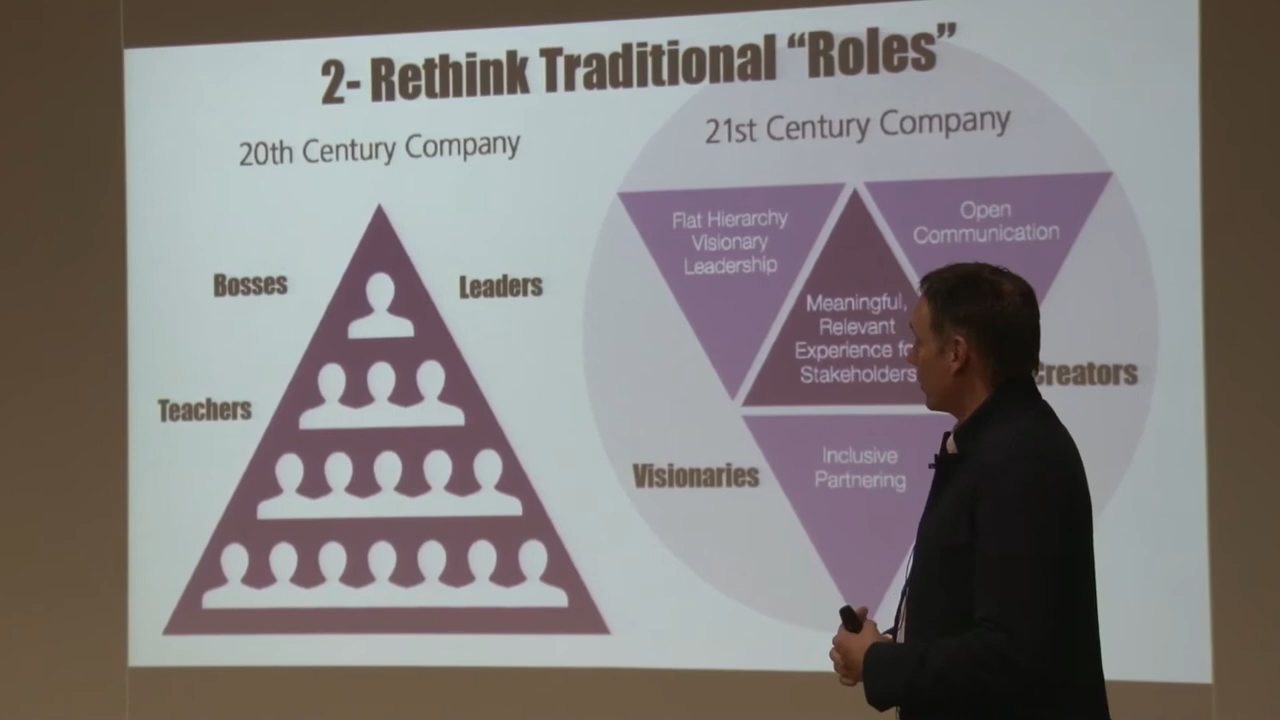 2- Rethink Traditional “Roles”
20th Century Company
Bosses
Leaders
Teachers
21st Century Company
Flat Hierarchy
Visionary
Leadership
Open
Communication
Meaningful,
Relevant
Experience
Stakeholders
Creators
Visionaries
Inclusive
Partnering